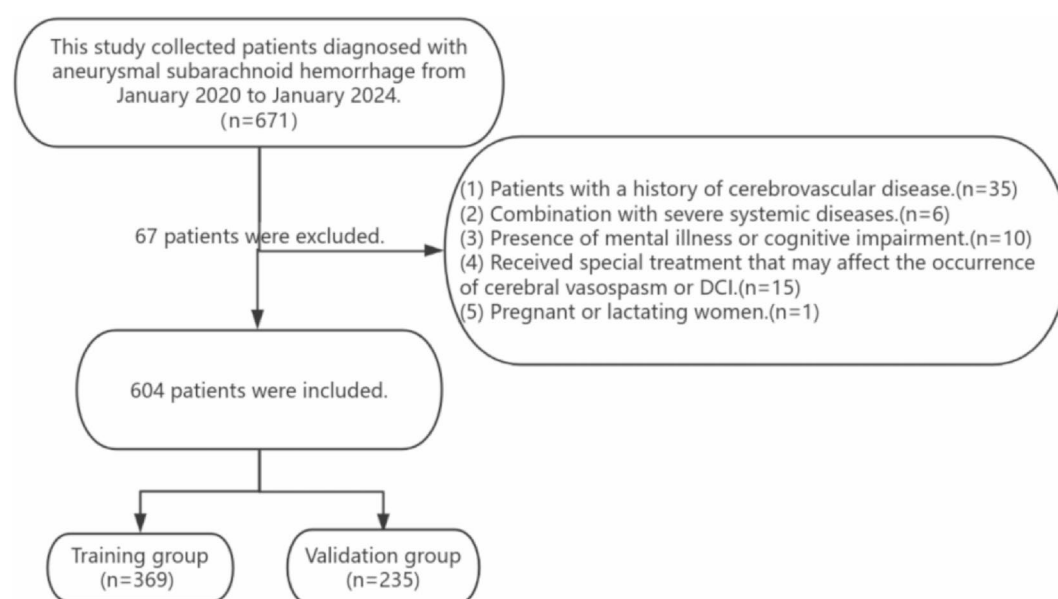 This study collected patients diagnosed with
aneurysmal subarachnoid hemorrhage from
January 2020 to January 2024.
(n=671)
67 patients were excluded.
(1) Patients with a history of cerebrovascular disease.(n=35)
(2) Combination with severe systemic diseases.(n=6)
(3) Presence of mental illness or cognitive impairment.(n=10)
(4) Received special treatment that may affect the occurrence
of cerebral vasospasm or DCI.(n=15)
(5) Pregnant or lactating women.(n=1)
604 patients were included.
Training group
(n=369)
Validation group
(n=235)